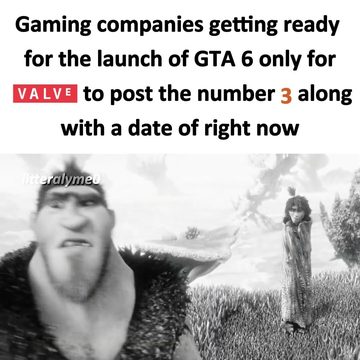 Gaming companies getting ready
for the launch of GTA 6 only for
VALVE to post the number 3 along
with a date of right now
litteralyme0